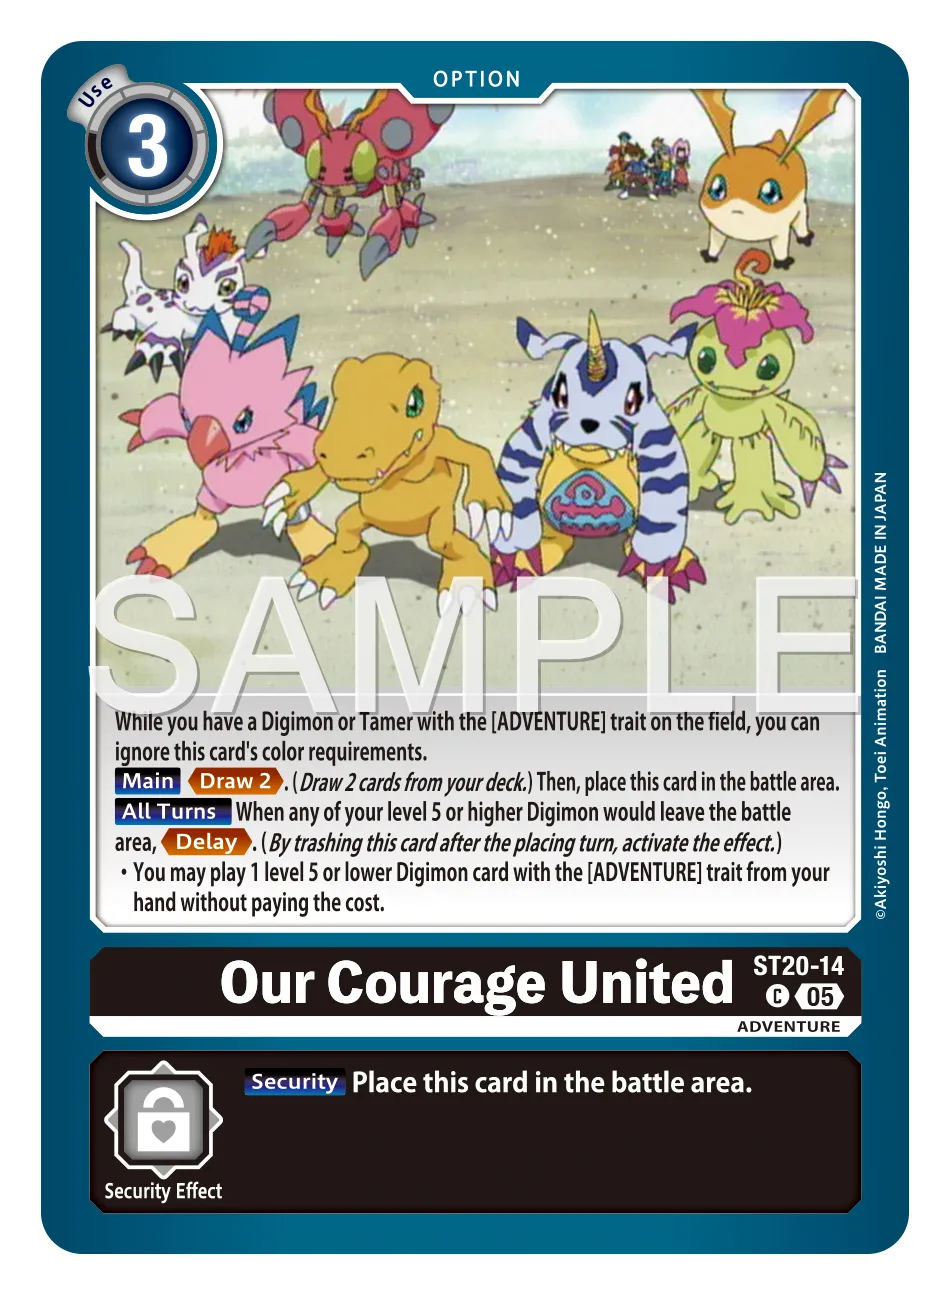 OPTION
Use
3
SAMPLE
While you have a Digimon or Tamer with the [ADVENTURE] trait on the field, you can
ignore this card's color requirements.
Main Draw 2. (Draw 2 cards from your deck.) Then, place this card in the battle area.
All Turns When any of your level 5 or higher Digimon would leave the battle
area, Delay. (By trashing this card after the placing turn, activate the effect.)
・You may play 1 level 5 or lower Digimon card with the [ADVENTURE] trait from your
hand without paying the cost.
©Akiyoshi Hongo, Toei Animation BANDAI MADE IN JAPAN
Our Courage United
ST20-14
C 05
ADVENTURE
Security Place this card in the battle area.
Security Effect